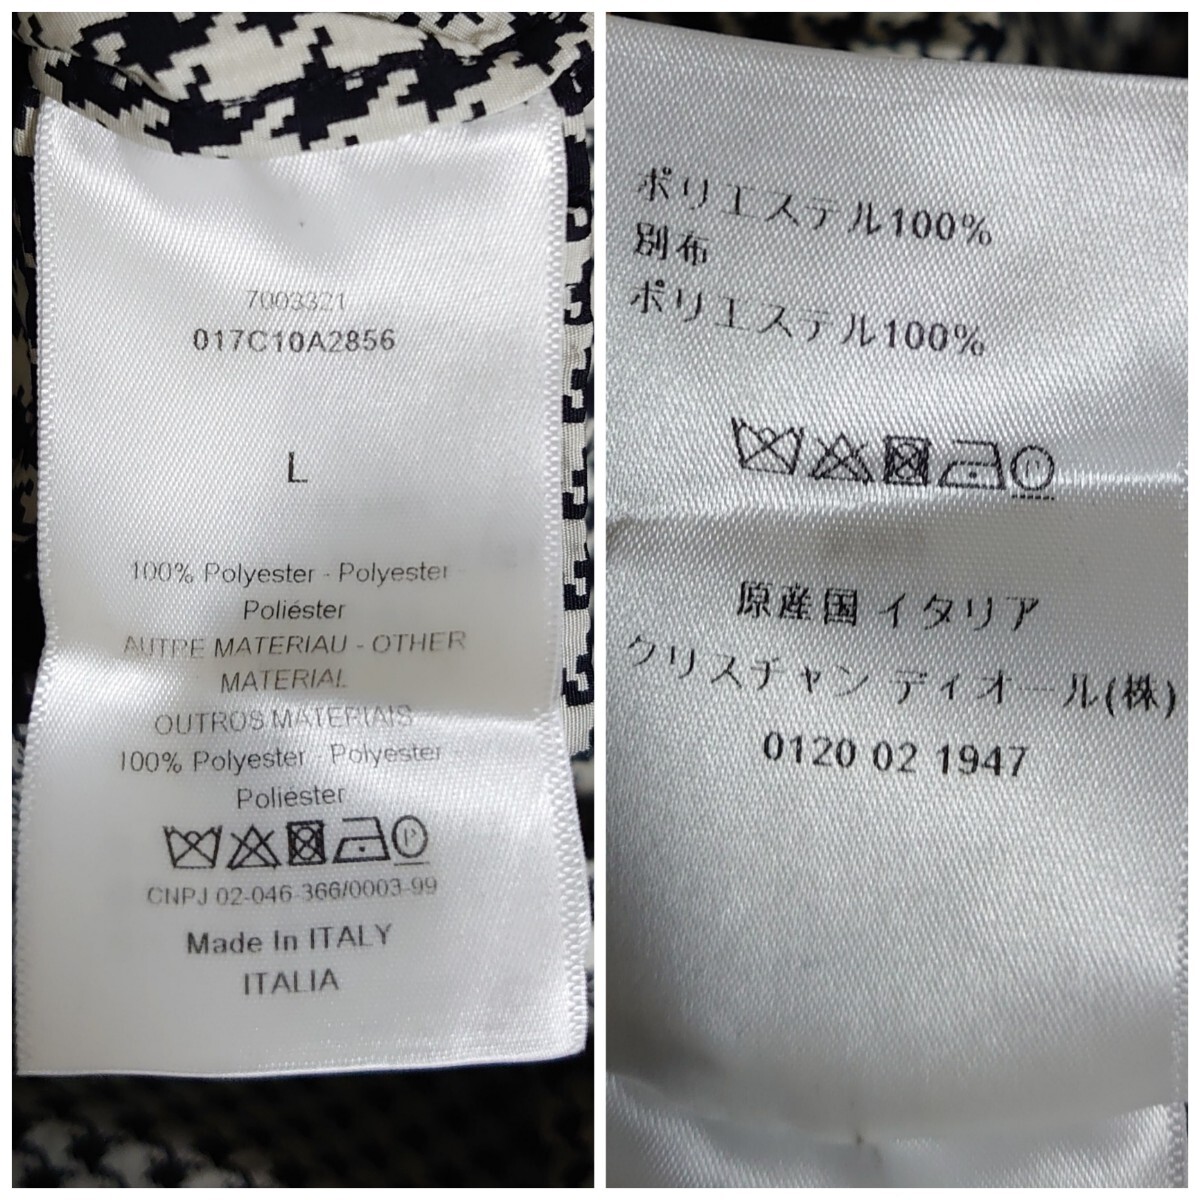 7003321
017C10A2856
L
100% Polyester - Polyester -
Poliéster
AUTRE MATERIAU - OTHER
MATERIAL
OUTROS MATERIAIS
100% Polyester - Polyester -
Poliéster
P
CNPJ 02-046-366/0003-99
Made In ITALY
ITALIA
ポリエステル100%
別布
ポリエステル100%
P
原産国 イタリア
クリスチャン ディオール(株)
0120 02 1947